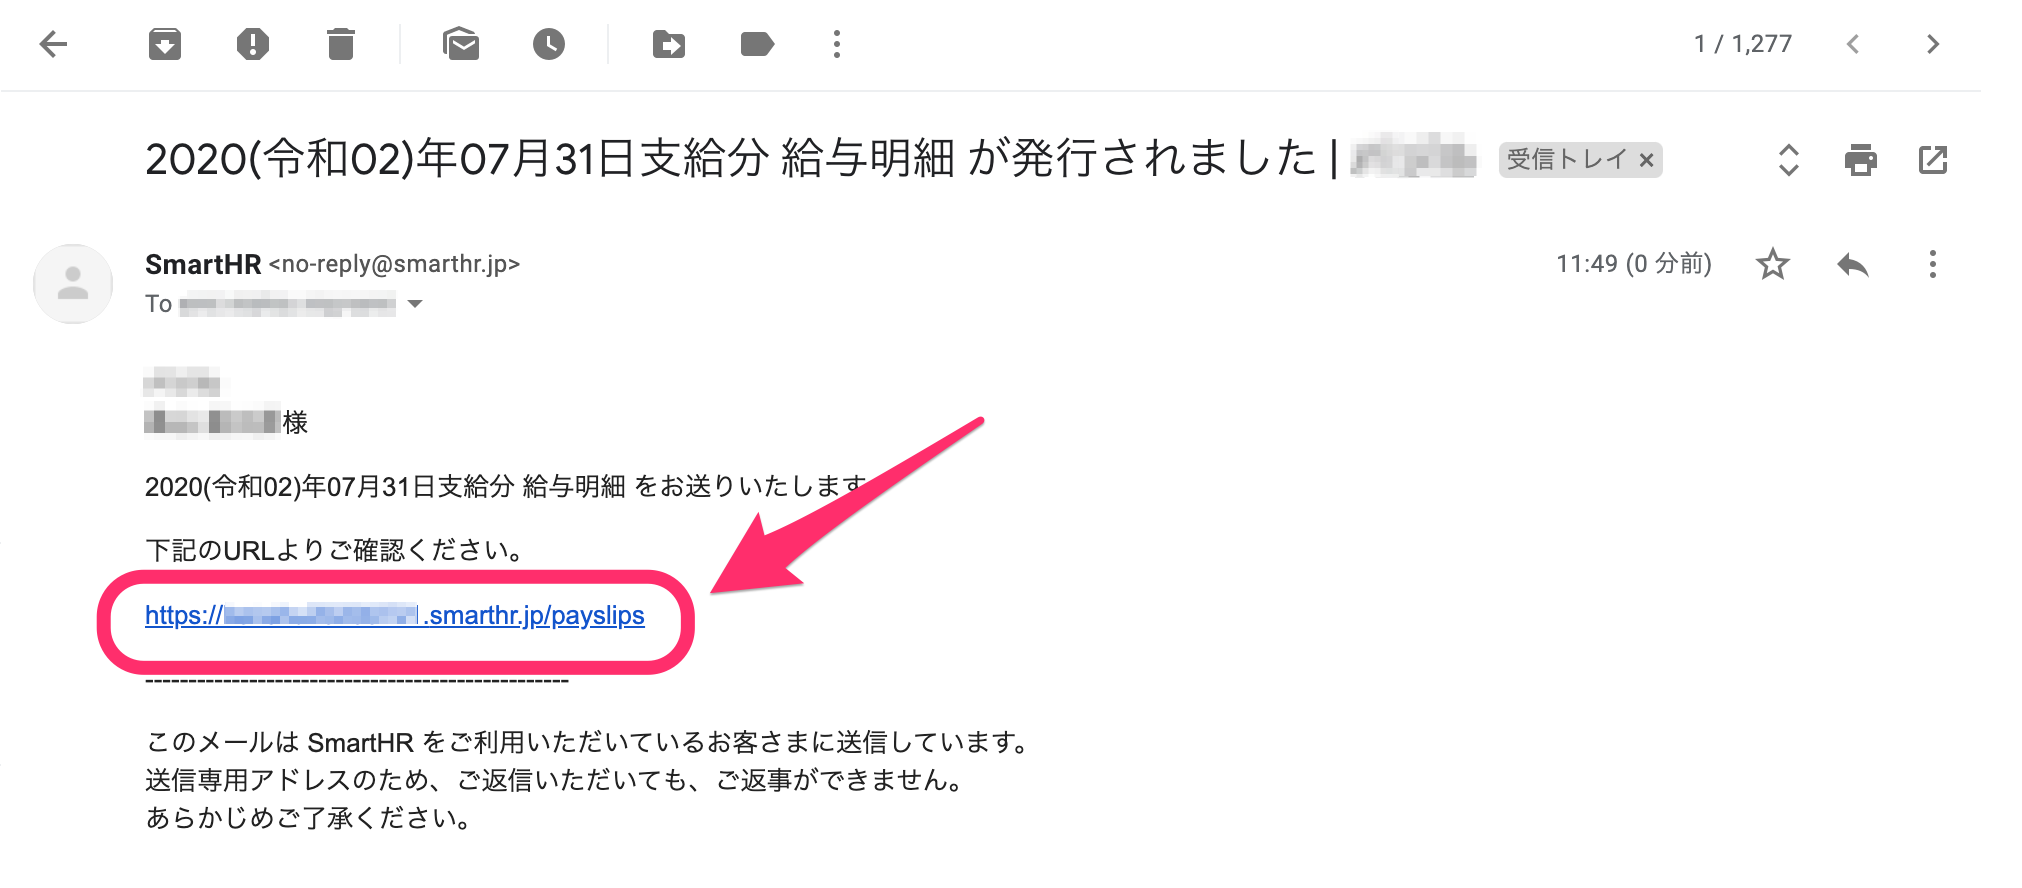 1 / 1,277
2020(令和02)年07月31日支給分 給与明細 が発行されました |
受信トレイ ×
SmartHR <no-reply@smarthr.jp>
11:49 (0 分前)
To
様
2020(令和02)年07月31日支給分 給与明細 をお送りいたします
下記のURLよりご確認ください。
https://
.smarthr.jp/payslips
-------------------------------------------------
このメールは SmartHR をご利用いただいているお客さまに送信しています。
送信専用アドレスのため、ご返信いただいても、ご返事ができません。
あらかじめご了承ください。